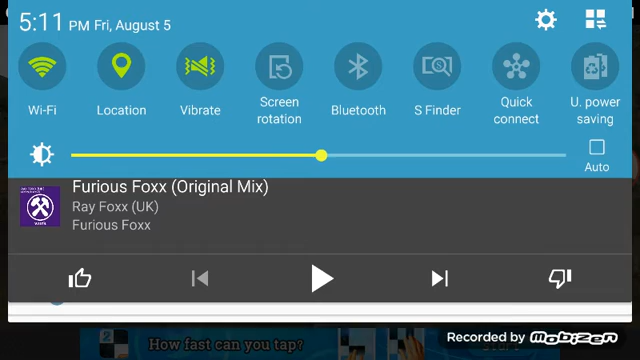 5:11 PM Fri, August 5
Wi-Fi
Location
Vibrate
Screen
rotation
Bluetooth
S Finder
Quick
connect
U. power
saving
Auto
Furious Foxx (Original Mix)
Ray Foxx (UK)
Furious Foxx
2
How fast can you tap?
Recorded by Mobizen